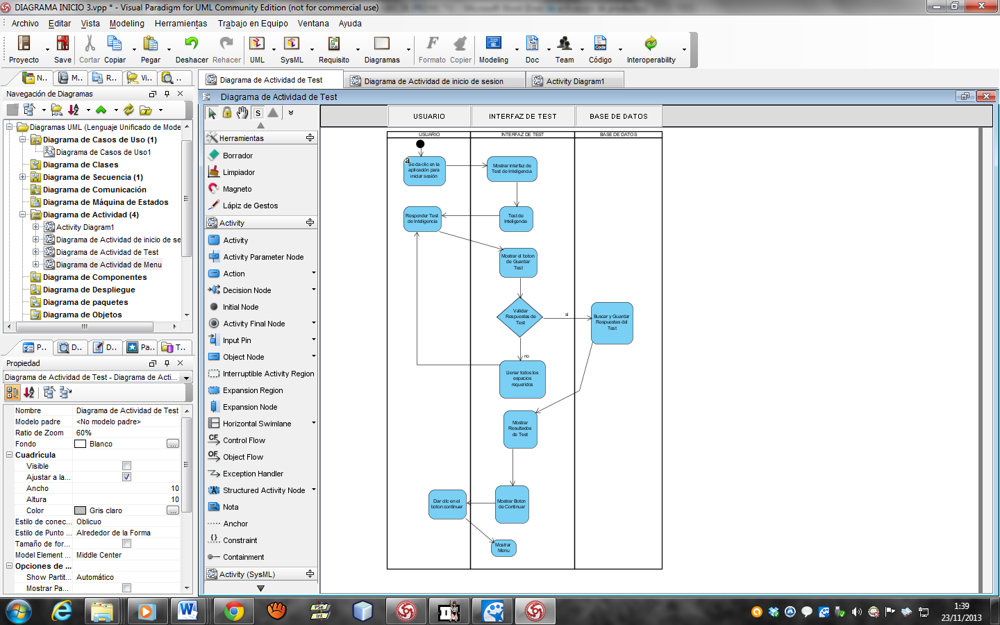 DIAGRAMA INICIO 3.vpp * - Visual Paradigm for UML Community Edition (not for commercial use)
Archivo Editar Vista Modeling Herramientas Trabajo en Equipo Ventana Ayuda
Proyecto Save Cortar Copiar Pegar Deshacer Rehacer UML SysML Requisito Diagramas Formato Copier Modeling Doc Team Código Interoperability
N.. M.. R.. Vi.. ..
Diagrama de Actividad de Test
Diagrama de Actividad de inicio de sesion
Activity Diagram1
Navegación de Diagramas
Diagramas UML (Lenguaje Unificado de Mode
Diagrama de Casos de Uso (1)
Diagrama de Casos de Uso1
Diagrama de Clases
Diagrama de Secuencia (1)
Diagrama de Comunicación
Diagrama de Máquina de Estados
Diagrama de Actividad (4)
Activity Diagram1
Diagrama de Actividad de inicio de se
Diagrama de Actividad de Test
Diagrama de Actividad de Menu
Diagrama de Componentes
Diagrama de Despliegue
Diagrama de paquetes
Diagrama de Objetos
P.. D.. D.. Pa.. T..
Propiedad
Diagrama de Actividad de Test - Diagrama de Acti...
Nombre Diagrama de Actividad de Test
Modelo padre <No modelo padre>
Ratio de Zoom 60%
Fondo Blanco ...
Cuadrícula
Visible
Ajustar a la...
Ancho 10
Altura 10
Color Gris claro ...
Estilo de conec... Oblicuo
Estilo de Punto ... Alrededor de la Forma
Tamaño de for...
Model Element ... Middle Center
Opciones de ...
Show Partit... Automático
Mostrar Pa...
Diagrama de Actividad de Test
S
Herramientas
Borrador
Limpiador
Magneto
Lápiz de Gestos
Activity
Activity
Activity Parameter Node
Action
Decision Node
Initial Node
Activity Final Node
Input Pin
Object Node
Interruptible Activity Region
Expansion Region
Expansion Node
Horizontal Swimlane
CF Control Flow
OF Object Flow
Exception Handler
Structured Activity Node
Nota
Anchor
Constraint
Containment
Activity (SysML)
USUARIO INTERFAZ DE TEST BASE DE DATOS
USUARIO INTERFAZ DE TEST BASE DE DATOS
a
Se da clic en la
aplicación para
iniciar sesión
Mostrar interfaz de
Test de Inteligencia
Responder Test
de Inteligencia
Test de
Inteligencia
Mostrar el boton
de Guardar
Test
Validar
Respuestas de
Test
si
Buscar y Guardar
Respuestas del
Test
no
Llenar todos los
espacios
requeridos
Mostrar
Resultados
de Test
Dar clic en el
boton continuar
Mostrar Boton
de Continuar
Mostrar
Menu
PSe
Int
1:39
23/11/2013